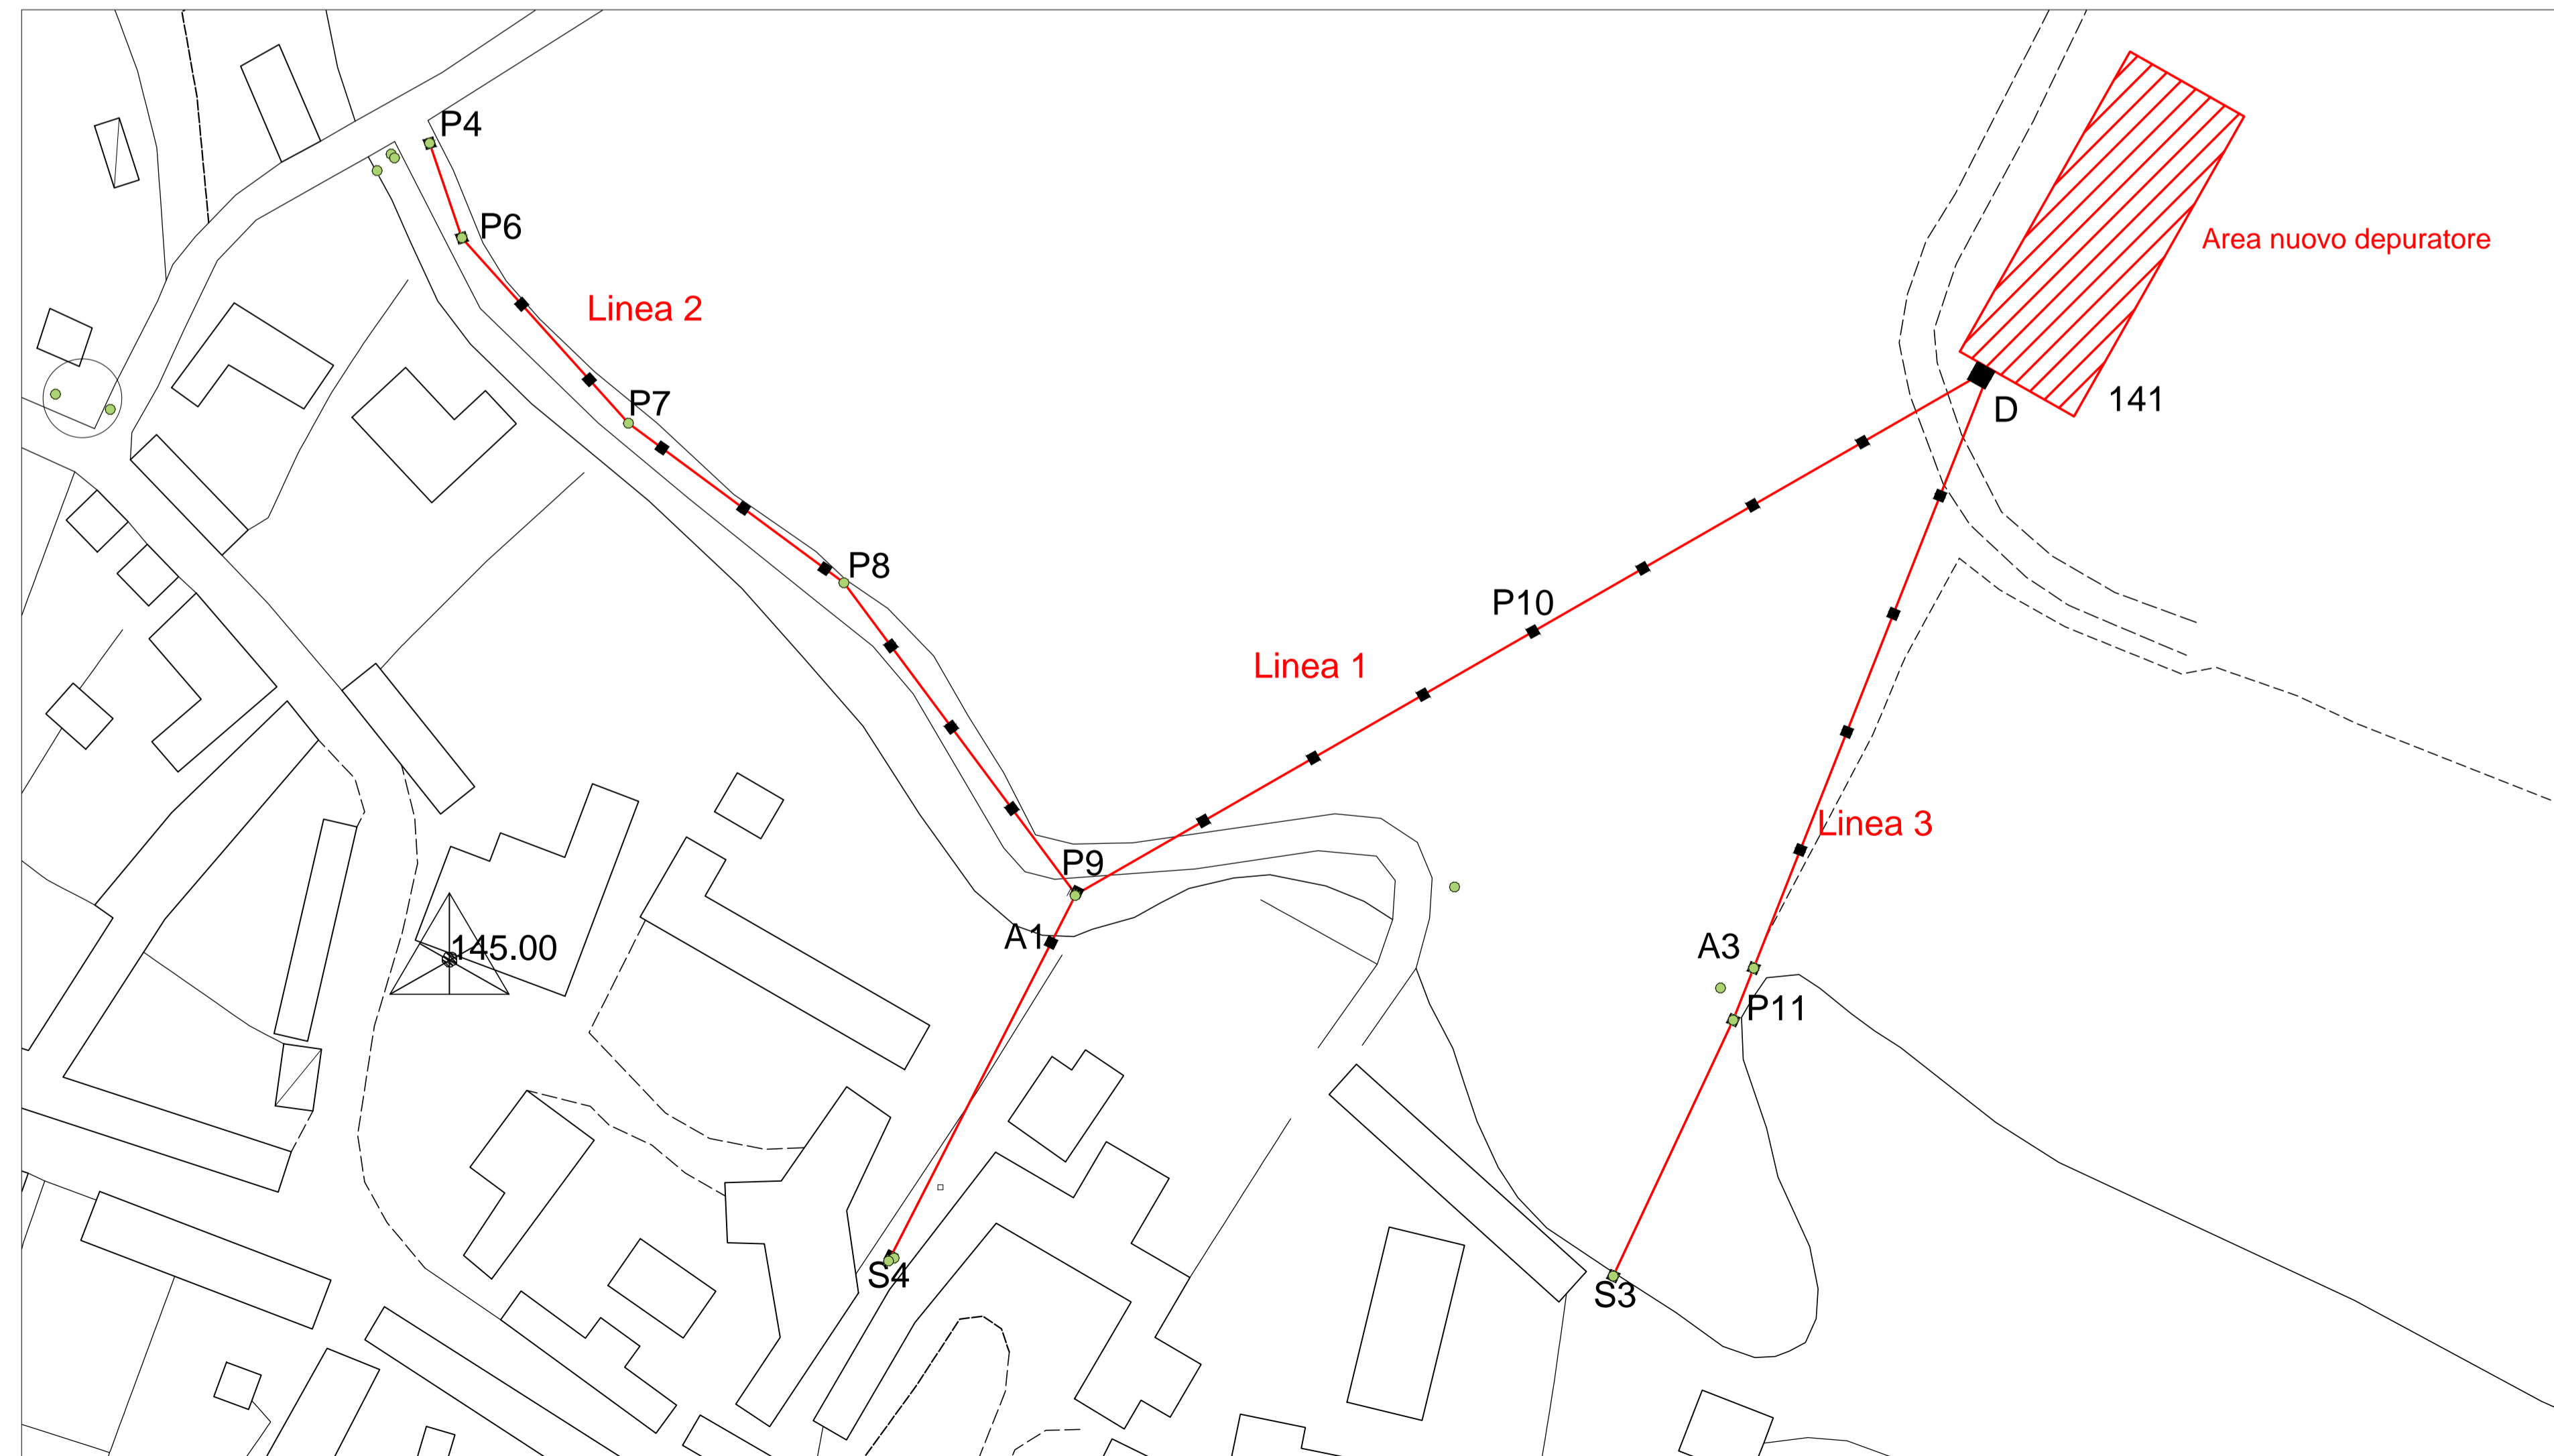 P4
P6
Area nuovo depuratore
Linea 2
P7
141
D
P8
P10
Linea 1
Linea 3
P9
A1
145.00
A3
P11
S4
S3